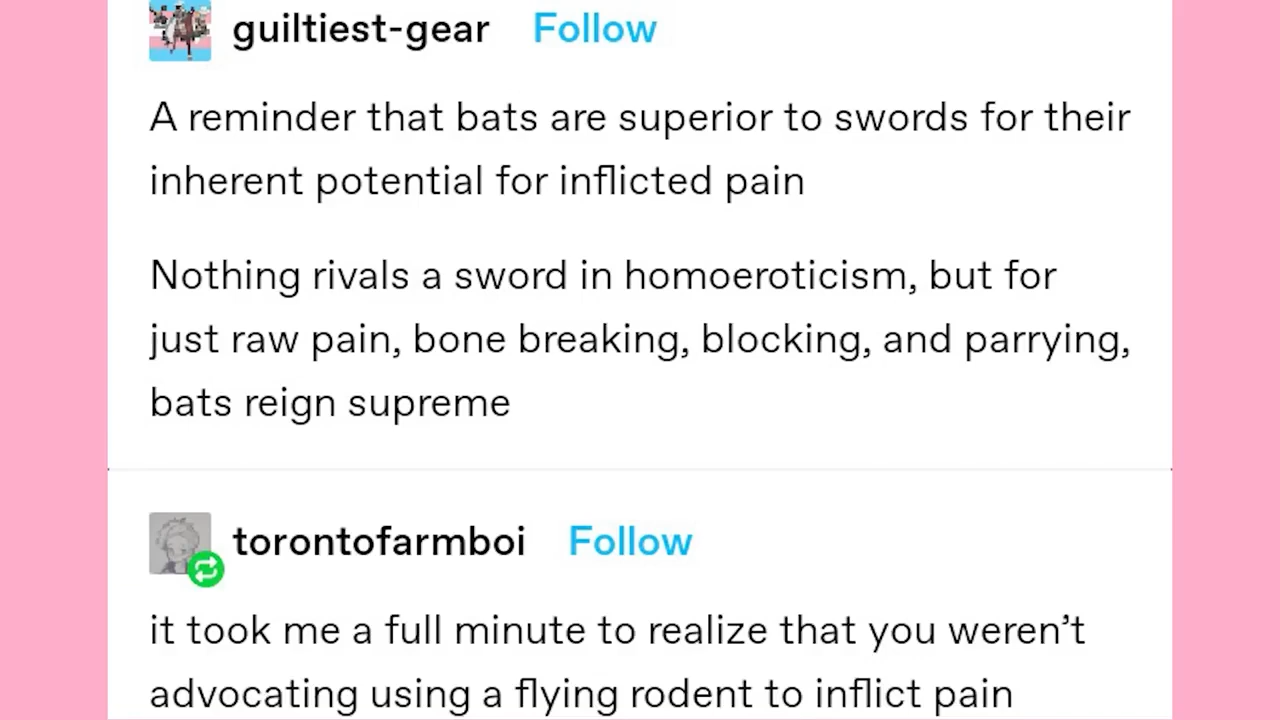 guiltiest-gear Follow
A reminder that bats are superior to swords for their
inherent potential for inflicted pain
Nothing rivals a sword in homoeroticism, but for
just raw pain, bone breaking, blocking, and parrying,
bats reign supreme
torontofarmboi Follow
it took me a full minute to realize that you weren’t
advocating using a flying rodent to inflict pain